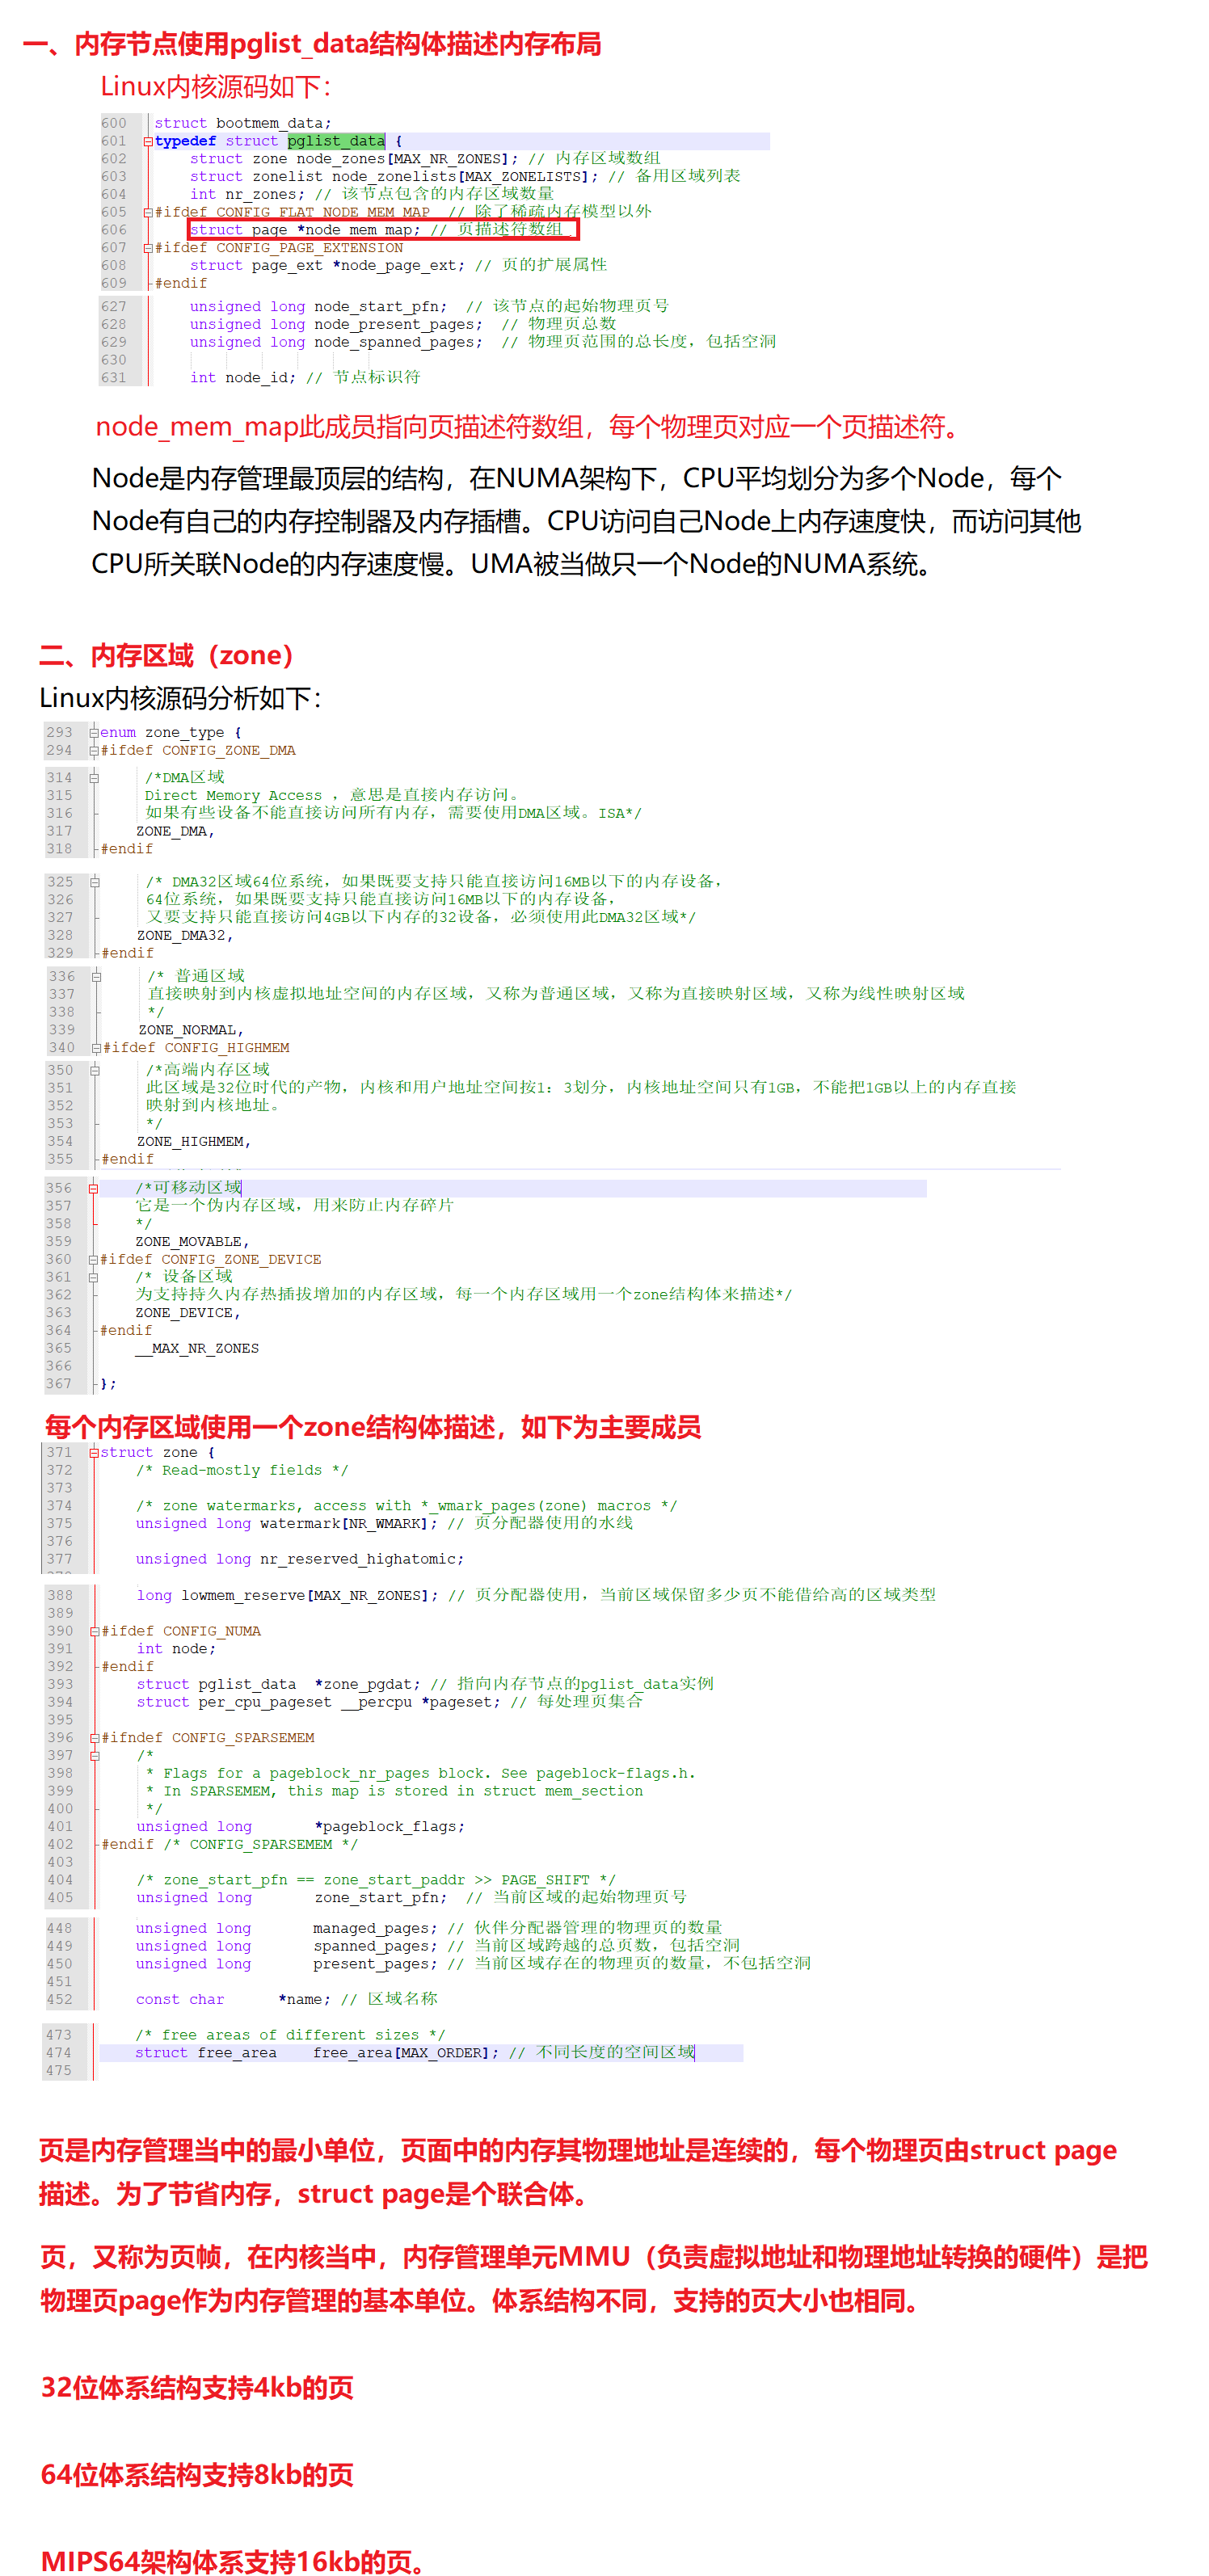 一、内存节点使用pglist_data结构体描述内存布局
Linux内核源码如下：
600 struct bootmem_data;
601 typedef struct pglist_data {
602 struct zone node_zones[MAX_NR_ZONES]; // 内存区域数组
603 struct zonelist node_zonelists[MAX_ZONELISTS]; // 备用区域列表
604 int nr_zones; // 该节点包含的内存区域数量
605 #ifdef CONFIG_FLAT_NODE_MEM_MAP // 除了稀疏内存模型以外
606 struct page *node_mem_map; // 页描述符数组
607 #ifdef CONFIG_PAGE_EXTENSION
608 struct page_ext *node_page_ext; // 页的扩展属性
609 #endif
627 unsigned long node_start_pfn; // 该节点的起始物理页号
628 unsigned long node_present_pages; // 物理页总数
629 unsigned long node_spanned_pages; // 物理页范围的总长度，包括空洞
630
631 int node_id; // 节点标识符
node_mem_map此成员指向页描述符数组，每个物理页对应一个页描述符。
Node是内存管理最顶层的结构，在NUMA架构下，CPU平均划分为多个Node，每个
Node有自己的内存控制器及内存插槽。CPU访问自己Node上内存速度快，而访问其他
CPU所关联Node的内存速度慢。UMA被当做只一个Node的NUMA系统。
二、内存区域（zone）
Linux内核源码分析如下：
293 enum zone_type {
294 #ifdef CONFIG_ZONE_DMA
314 /*DMA区域
315 Direct Memory Access ，意思是直接内存访问。
316 如果有些设备不能直接访问所有内存，需要使用DMA区域。ISA*/
317 ZONE_DMA,
318 #endif
325 /* DMA32区域64位系统，如果既要支持只能直接访问16MB以下的内存设备，
326 64位系统，如果既要支持只能直接访问16MB以下的内存设备，
327 又要支持只能直接访问4GB以下内存的32设备，必须使用此DMA32区域*/
328 ZONE_DMA32,
329 #endif
336 /* 普通区域
337 直接映射到内核虚拟地址空间的内存区域，又称为普通区域，又称为直接映射区域，又称为线性映射区域
338 */
339 ZONE_NORMAL,
340 #ifdef CONFIG_HIGHMEM
350 /*高端内存区域
351 此区域是32位时代的产物，内核和用户地址空间按1：3划分，内核地址空间只有1GB，不能把1GB以上的内存直接
352 映射到内核地址。
353 */
354 ZONE_HIGHMEM,
355 #endif
356 /*可移动区域
357 它是一个伪内存区域，用来防止内存碎片
358 */
359 ZONE_MOVABLE,
360 #ifdef CONFIG_ZONE_DEVICE
361 /* 设备区域
362 为支持持久内存热插拔增加的内存区域，每一个内存区域用一个zone结构体来描述*/
363 ZONE_DEVICE,
364 #endif
365 __MAX_NR_ZONES
366
367 };
每个内存区域使用一个zone结构体描述，如下为主要成员
371 struct zone {
372 /* Read-mostly fields */
373
374 /* zone watermarks, access with *_wmark_pages(zone) macros */
375 unsigned long watermark[NR_WMARK]; // 页分配器使用的水线
376
377 unsigned long nr_reserved_highatomic;
388 long lowmem_reserve[MAX_NR_ZONES]; // 页分配器使用，当前区域保留多少页不能借给高的区域类型
389
390 #ifdef CONFIG_NUMA
391 int node;
392 #endif
393 struct pglist_data *zone_pgdat; // 指向内存节点的pglist_data实例
394 struct per_cpu_pageset __percpu *pageset; // 每处理页集合
395
396 #ifndef CONFIG_SPARSEMEM
397 /*
398 * Flags for a pageblock_nr_pages block. See pageblock-flags.h.
399 * In SPARSEMEM, this map is stored in struct mem_section
400 */
401 unsigned long *pageblock_flags;
402 #endif /* CONFIG_SPARSEMEM */
403
404 /* zone_start_pfn == zone_start_paddr >> PAGE_SHIFT */
405 unsigned long zone_start_pfn; // 当前区域的起始物理页号
448 unsigned long managed_pages; // 伙伴分配器管理的物理页的数量
449 unsigned long spanned_pages; // 当前区域跨越的总页数，包括空洞
450 unsigned long present_pages; // 当前区域存在的物理页的数量，不包括空洞
451
452 const char *name; // 区域名称
473 /* free areas of different sizes */
474 struct free_area free_area[MAX_ORDER]; // 不同长度的空间区域
475
页是内存管理当中的最小单位，页面中的内存其物理地址是连续的，每个物理页由struct page
描述。为了节省内存，struct page是个联合体。
页，又称为页帧，在内核当中，内存管理单元MMU（负责虚拟地址和物理地址转换的硬件）是把
物理页page作为内存管理的基本单位。体系结构不同，支持的页大小也相同。
32位体系结构支持4kb的页
64位体系结构支持8kb的页
MIPS64架构体系支持16kb的页。